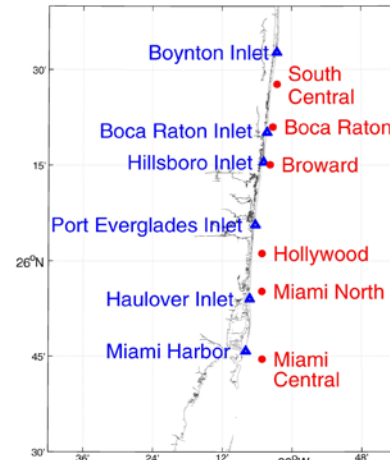 Boynton Inlet
30'
South
Central
Boca Raton Inlet
Boca Raton
Hillsboro Inlet
15'
Broward
Port Everglades Inlet
26°N
Hollywood
Haulover Inlet
Miami North
Miami Harbor
45'
Miami
Central
30'
36'
24'
12'
48'